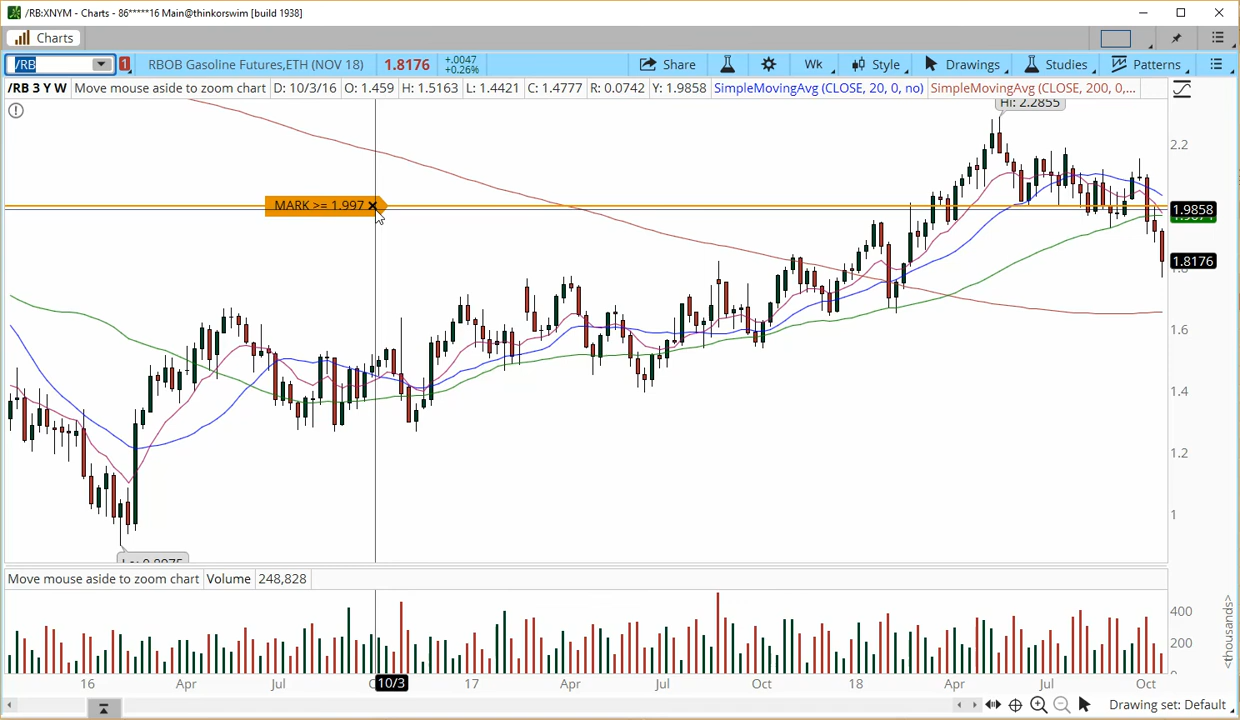 /RB:XNYM - Charts - 86*****16 Main@thinkorswim [build 1938]
Charts
/RB 1 RBOB Gasoline Futures,ETH (NOV 18) 1.8176 +.0047 +0.26% Share Wk Style Drawings Studies Patterns
/RB 3 Y W Move mouse aside to zoom chart D: 10/3/16 O: 1.459 H: 1.5163 L: 1.4421 C: 1.4777 R: 0.0742 Y: 1.9858 SimpleMovingAvg (CLOSE, 20, 0, no) SimpleMovingAvg (CLOSE, 200, 0,...
Hi: 2.2855
2.2
MARK >= 1.997
1.9858
1.8176
1.6
1.4
1.2
1
Move mouse aside to zoom chart Volume 248,828
400
200
<thousands>
16 Apr Jul 10/3 17 Apr Jul Oct 18 Apr Jul Oct
Drawing set: Default